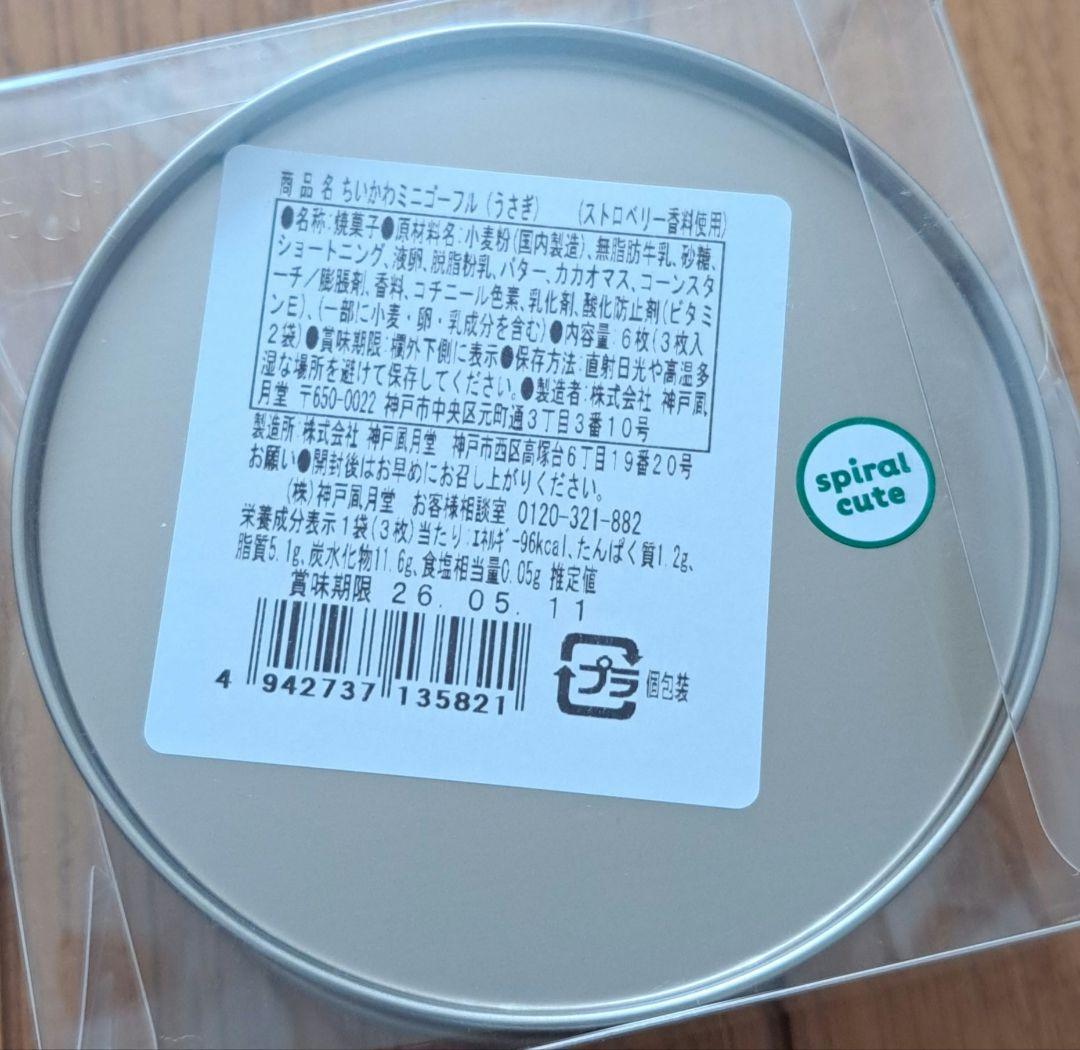 商品名 ちいかわミニゴーフル(うさぎ) (ストロベリー香料使用)
●名称:焼菓子●原材料名:小麦粉(国内製造)、無脂肪牛乳、砂糖、
ショートニング、液卵、脱脂粉乳、バター、カカオマス、コーンスタ
ーチ/膨脹剤、香料、コチニール色素、乳化剤、酸化防止剤(ビタミ
ンE)、(一部に小麦・卵・乳成分を含む)●内容量:6枚(3枚入
2袋)●賞味期限:欄外下側に表示●保存方法:直射日光や高湿多
湿な場所を避けて保存してください。●製造者:株式会社 神戸凮
月堂 〒650-0022 神戸市中央区元町通3丁目3番10号
製造所:株式会社 神戸凮月堂 神戸市西区高塚台6丁目19番20号
お願い●開封後はお早めにお召し上がりください。
(株)神戸凮月堂 お客様相談室 0120-321-882
栄養成分表示1袋(3枚)当たり:エネルギー96kcal、たんぱく質1.2g、
脂質5.1g、炭水化物11.6g、食塩相当量0.05g 推定値
賞味期限 26.05.11
4 942737 135821
プラ 個包装
spiral
cute